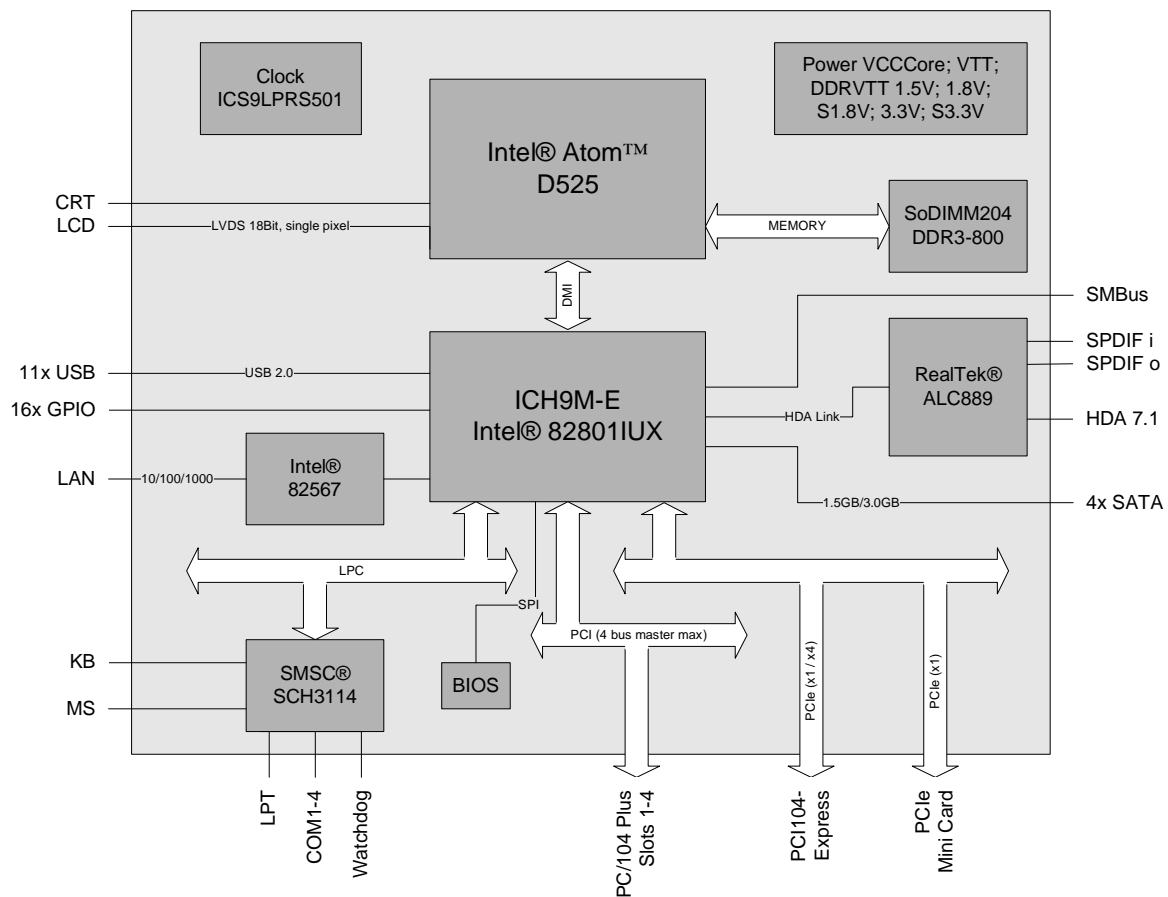 Clock
ICS9LPRS501
Intel® Atom™
D525
Power VCCCore; VTT;
DDRVTT 1.5V; 1.8V;
S1.8V; 3.3V; S3.3V
CRT
LCD
LVDS 18Bit, single pixel
MEMORY
SoDIMM204
DDR3-800
DMI
SMBus
SPDIF i
SPDIF o
HDA 7.1
RealTek®
ALC889
HDA Link
11x USB
USB 2.0
16x GPIO
ICH9M-E
Intel® 82801IUX
LAN
10/100/1000
Intel®
82567
1.5GB/3.0GB
4x SATA
LPC
SPI
PCI (4 bus master max)
PCIe (x1 / x4)
PCIe (x1)
KB
MS
SMSC®
SCH3114
BIOS
LPT
COM1-4
Watchdog
PC/104 Plus
Slots 1-4
PCI104-
Express
PCIe
Mini Card